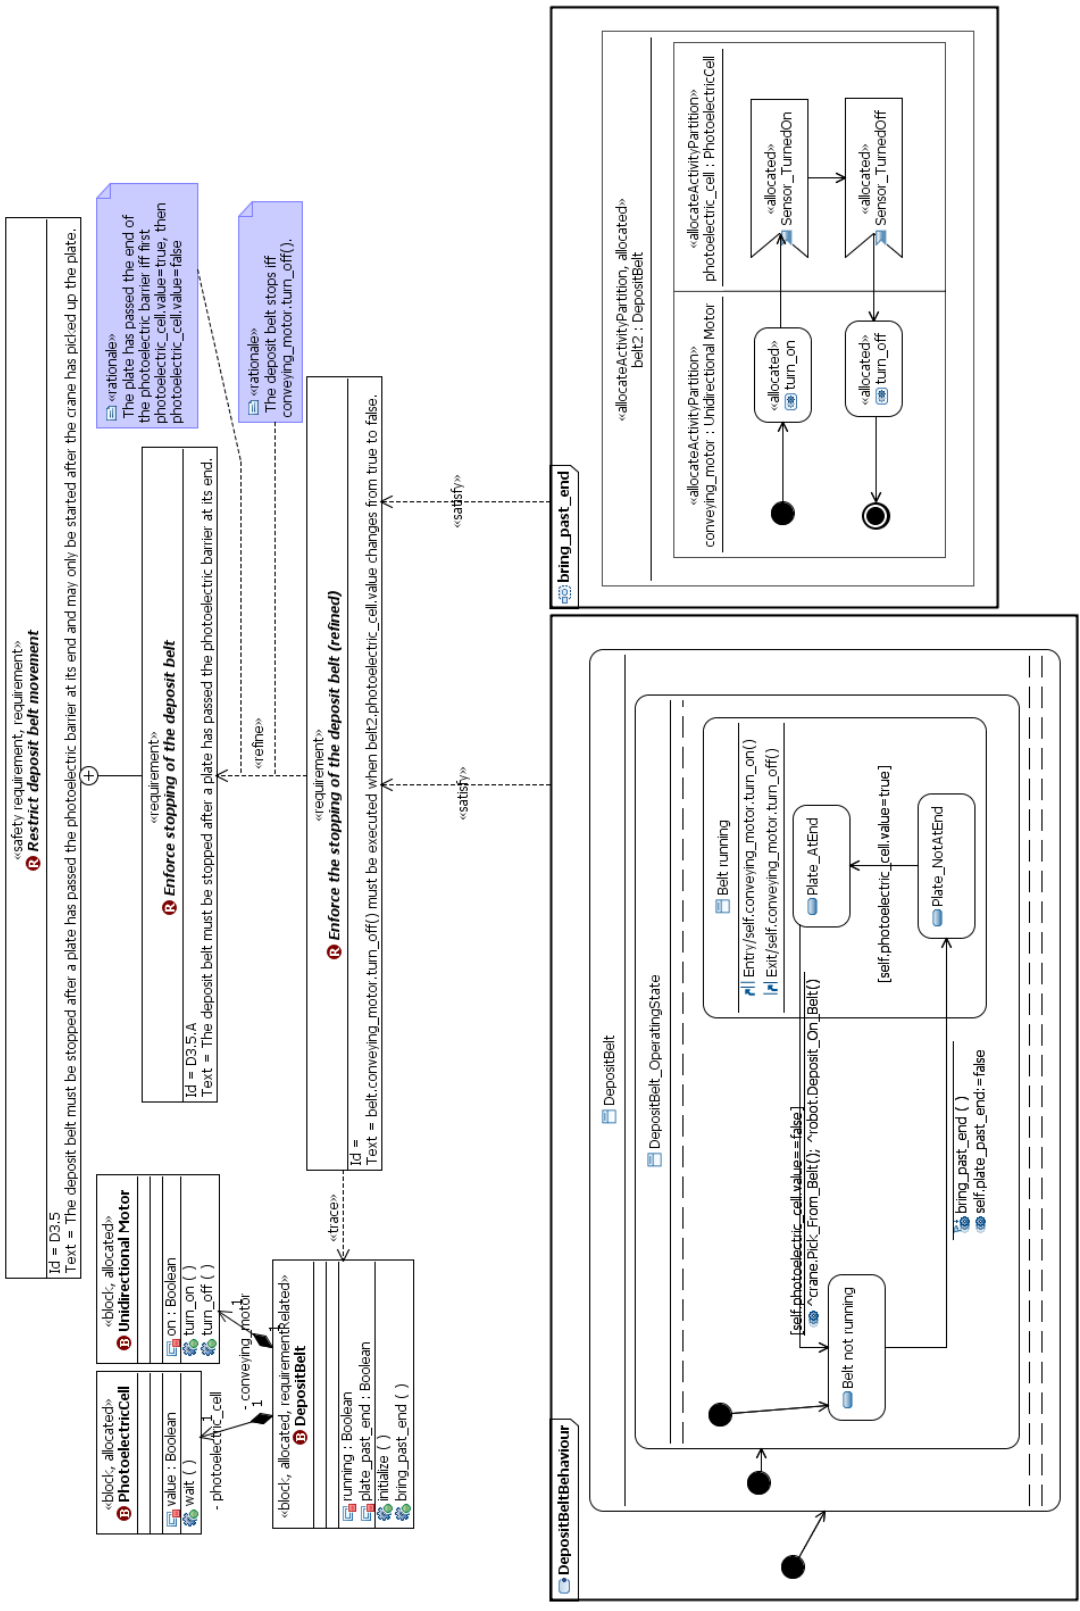 «safety requirement, requirement»
Restrict deposit belt movement
Id = D3.5
Text = The deposit belt must be stopped after a plate has passed the photoelectric barrier at its end and may only be started after the crane has picked up the plate.
«block, allocated»
PhotoelectricCell
value : Boolean
wait ( )
«block, allocated»
Unidirectional Motor
on : Boolean
turn_on ( )
turn_off ( )
«requirement»
Enforce stopping of the deposit belt
Id = D3.5.A
Text = The deposit belt must be stopped after a plate has passed the photoelectric barrier at its end.
«rationale»
The plate has passed the end of
the photoelectric barrier iff first
photoelectric_cell.value=true, then
photoelectric_cell.value=false
- photoelectric_cell
1
1
- conveying_motor
1
1
«refine»
«rationale»
The deposit belt stops iff
conveying_motor.turn_off().
«block, allocated, requirementRelated»
DepositBelt
running : Boolean
plate_past_end : Boolean
initialize ( )
bring_past_end ( )
«trace»
«requirement»
Enforce the stopping of the deposit belt (refined)
Id =
Text = belt.conveying_motor.turn_off() must be executed when belt2.photoelectric_cell.value changes from true to false.
«satisfy»
«satisfy»
DepositBeltBehaviour
DepositBelt
DepositBelt_OperatingState
Belt running
Entry/self.conveying_motor.turn_on()
Exit/self.conveying_motor.turn_off()
Plate_AtEnd
[self.photoelectric_cell.value=true]
Plate_NotAtEnd
[self.photoelectric_cell.value==false]
^crane.Pick_From_Belt(); ^robot.Deposit_On_Belt()
Belt not running
bring_past_end ( )
self.plate_past_end:=false
bring_past_end
«allocateActivityPartition, allocated»
belt2 : DepositBelt
«allocateActivityPartition»
conveying_motor : Unidirectional Motor
«allocateActivityPartition»
photoelectric_cell : PhotoelectricCell
«allocated»
turn_on
«allocated»
Sensor_TurnedOn
«allocated»
turn_off
«allocated»
Sensor_TurnedOff